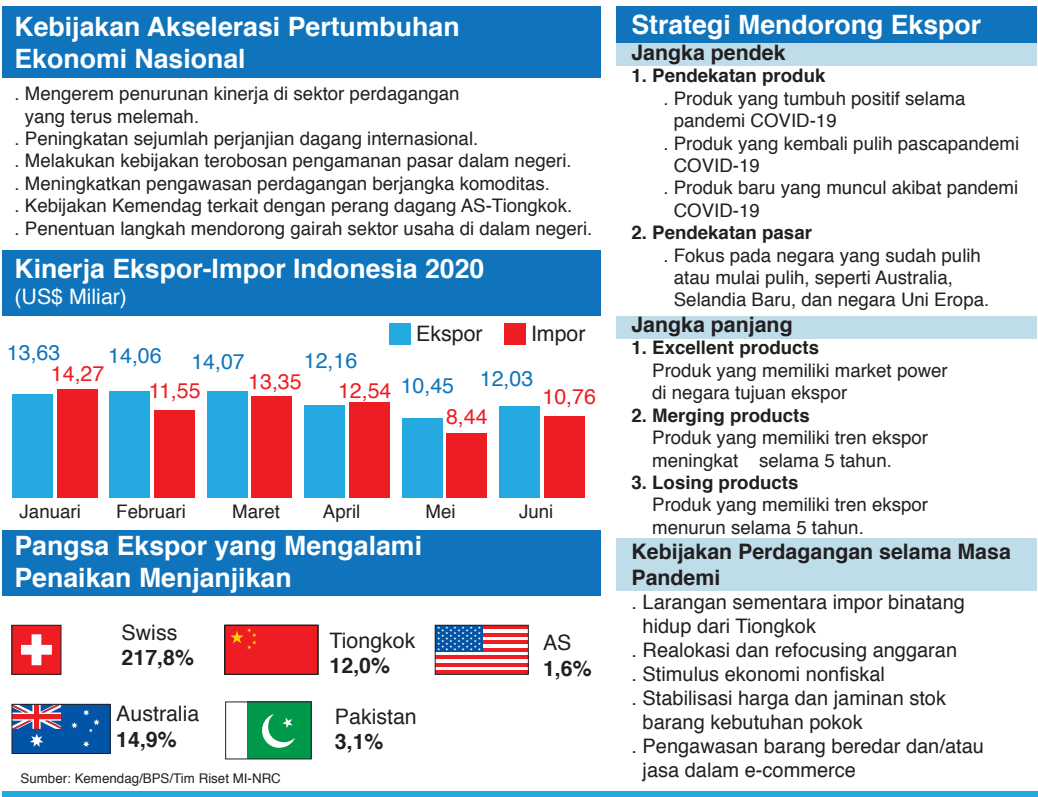 Kebijakan Akselerasi Pertumbuhan
Ekonomi Nasional
. Mengerem penurunan kinerja di sektor perdagangan
yang terus melemah.
. Peningkatan sejumlah perjanjian dagang internasional.
. Melakukan kebijakan terobosan pengamanan pasar dalam negeri.
. Meningkatkan pengawasan perdagangan berjangka komoditas.
. Kebijakan Kemendag terkait dengan perang dagang AS-Tiongkok.
. Penentuan langkah mendorong gairah sektor usaha di dalam negeri.
Kinerja Ekspor-Impor Indonesia 2020
(US$ Miliar)
Ekspor Impor
13,63 14,27 14,06 11,55 14,07 13,35 12,16 12,54 10,45 8,44 12,03 10,76
Januari Februari Maret April Mei Juni
Pangsa Ekspor yang Mengalami
Penaikan Menjanjikan
Swiss
217,8%
Tiongkok
12,0%
AS
1,6%
Australia
14,9%
Pakistan
3,1%
Sumber: Kemendag/BPS/Tim Riset MI-NRC
Strategi Mendorong Ekspor
Jangka pendek
1. Pendekatan produk
. Produk yang tumbuh positif selama
pandemi COVID-19
. Produk yang kembali pulih pascapandemi
COVID-19
. Produk baru yang muncul akibat pandemi
COVID-19
2. Pendekatan pasar
. Fokus pada negara yang sudah pulih
atau mulai pulih, seperti Australia,
Selandia Baru, dan negara Uni Eropa.
Jangka panjang
1. Excellent products
Produk yang memiliki market power
di negara tujuan ekspor
2. Merging products
Produk yang memiliki tren ekspor
meningkat selama 5 tahun.
3. Losing products
Produk yang memiliki tren ekspor
menurun selama 5 tahun.
Kebijakan Perdagangan selama Masa
Pandemi
. Larangan sementara impor binatang
hidup dari Tiongkok
. Realokasi dan refocusing anggaran
. Stimulus ekonomi nonfiskal
. Stabilisasi harga dan jaminan stok
barang kebutuhan pokok
. Pengawasan barang beredar dan/atau
jasa dalam e-commerce